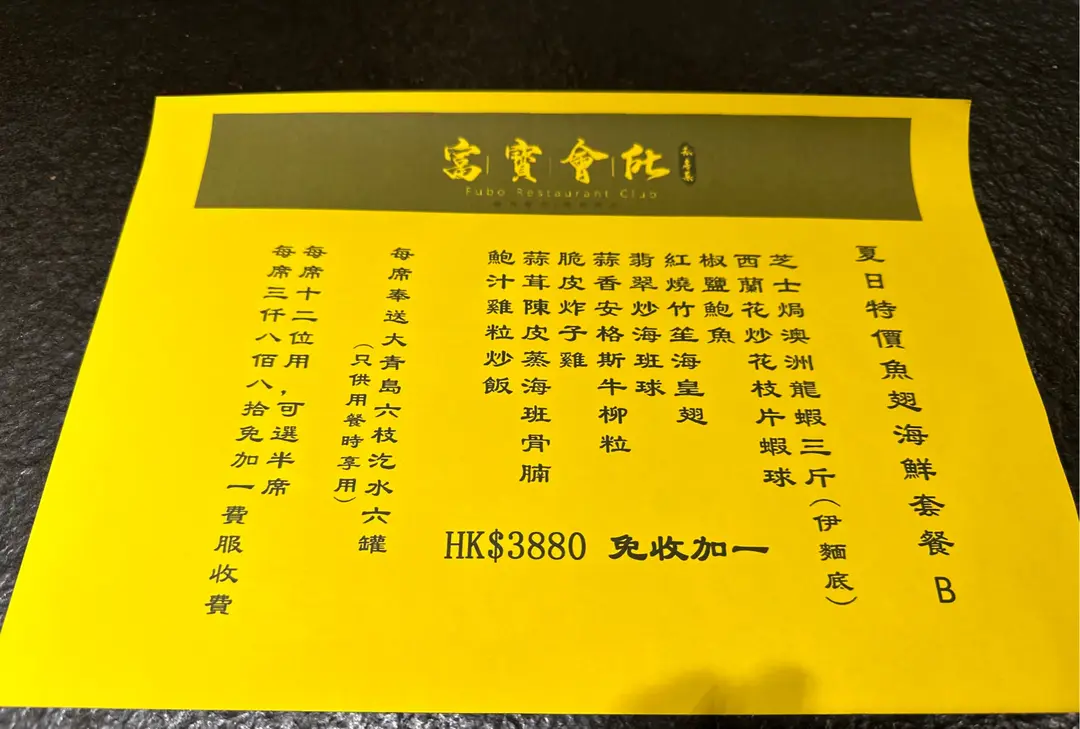 富寶會所
Fubo Restaurant Club
夏日特價魚翅海鮮套餐 B
芝士焗澳洲龍蝦三斤(伊麵底)
西蘭花炒花枝片蝦球
椒鹽鮑魚
紅燒竹笙海皇翅
翡翠炒海班球
蒜香安格斯牛柳粒
脆皮炸子雞
蒜茸陳皮蒸海班骨腩
鮑汁雞粒炒飯
HK$3880 免收加一
每席奉送大青島六枝汽水六罐
(只供用餐時享用)
每席十二位用,可選半席
每席三仟八佰八拾免加一費服收費